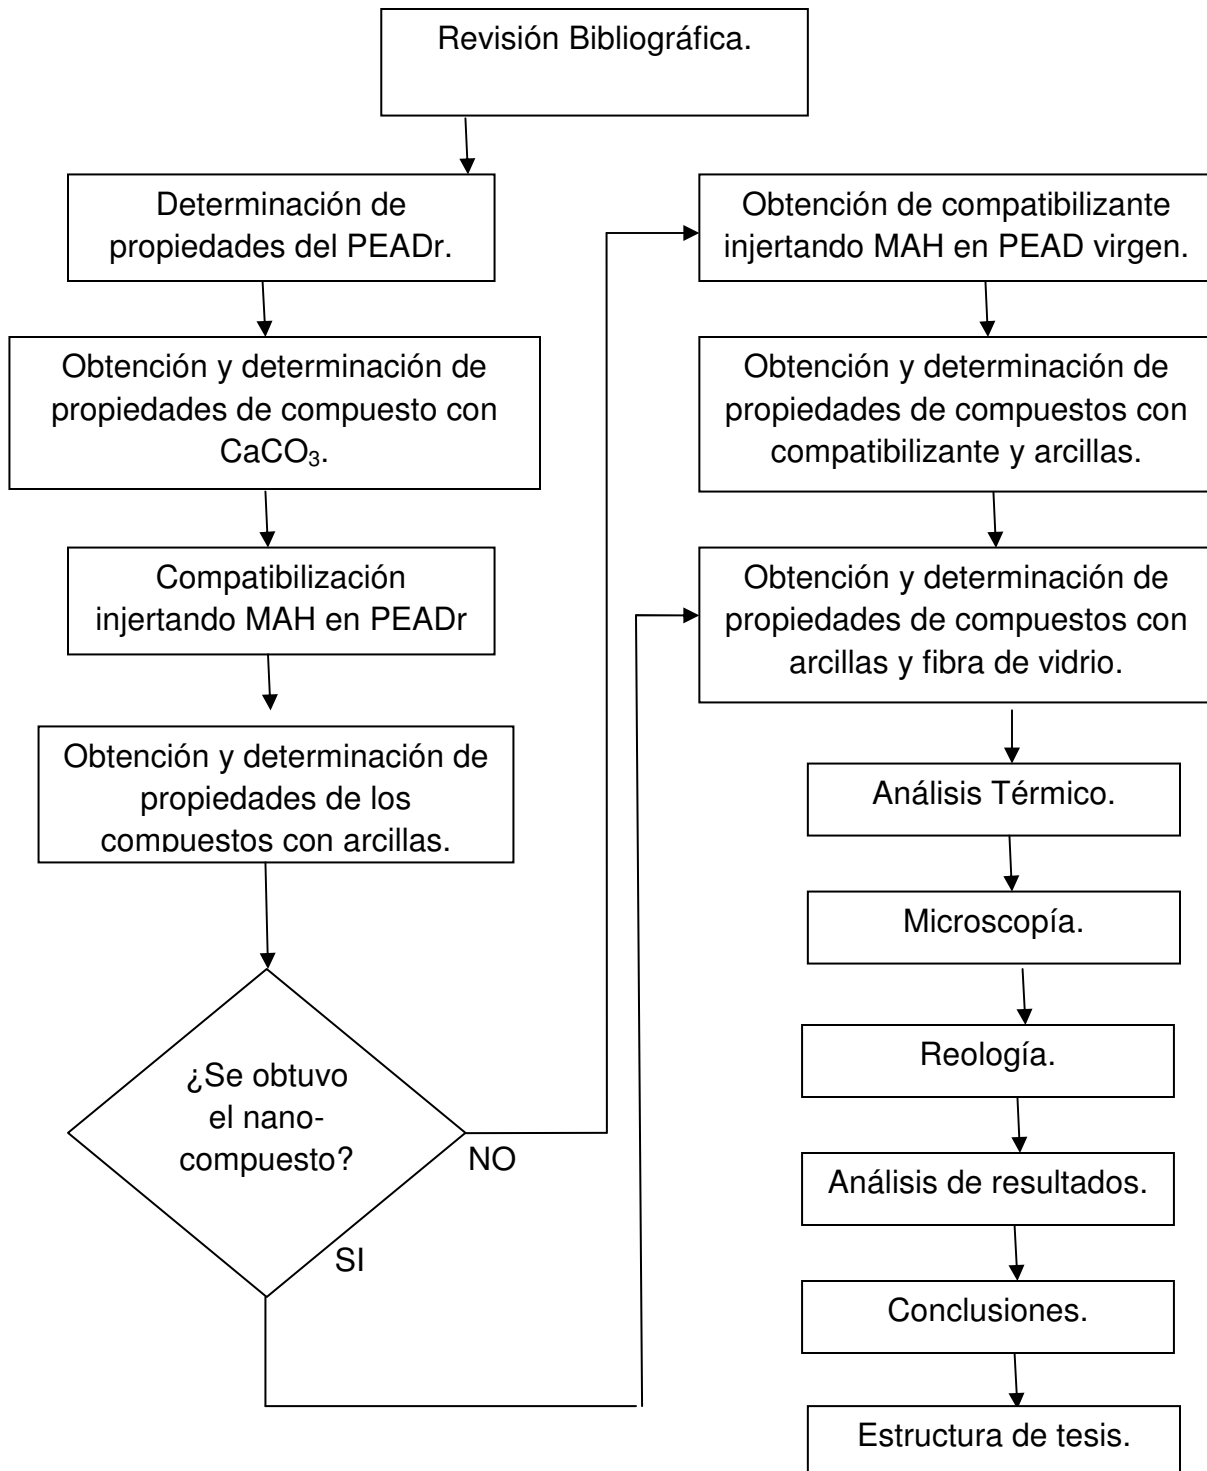 Revisión Bibliográfica.
Determinación de
propiedades del PEADr.
Obtención y determinación de
propiedades de compuesto con
CaCO₃.
Compatibilización
injertando MAH en PEADr
Obtención y determinación de
propiedades de los
compuestos con arcillas.
¿Se obtuvo
el nano-
compuesto?
NO
SI
Obtención de compatibilizante
injertando MAH en PEAD virgen.
Obtención y determinación de
propiedades de compuestos con
compatibilizante y arcillas.
Obtención y determinación de
propiedades de compuestos con
arcillas y fibra de vidrio.
Análisis Térmico.
Microscopía.
Reología.
Análisis de resultados.
Conclusiones.
Estructura de tesis.